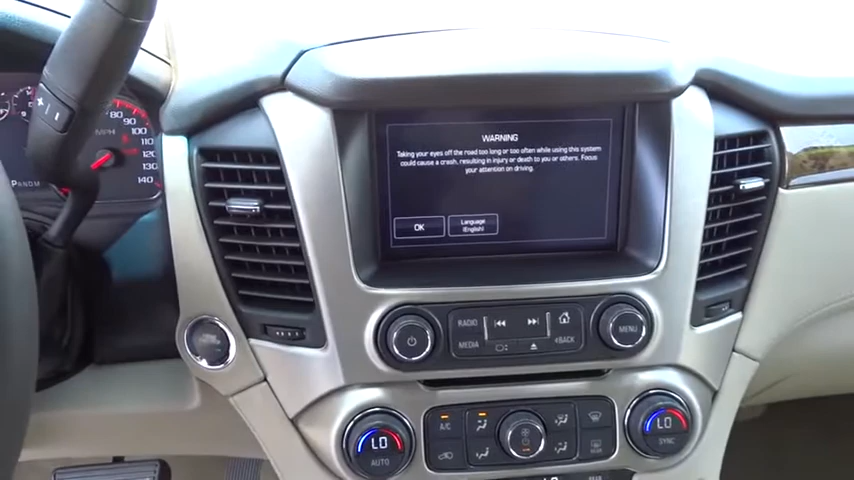 WARNING
Taking your eyes off the road too long or too often while using this system
could cause a crash, resulting in injury or death to you or others. Focus
your attention on driving.
OK
Language
(English)
MPH
80
90
100
110
120
130
140
RADIO
MEDIA
BACK
MENU
LO
AUTO
A/C
LO
SYNC
REAR